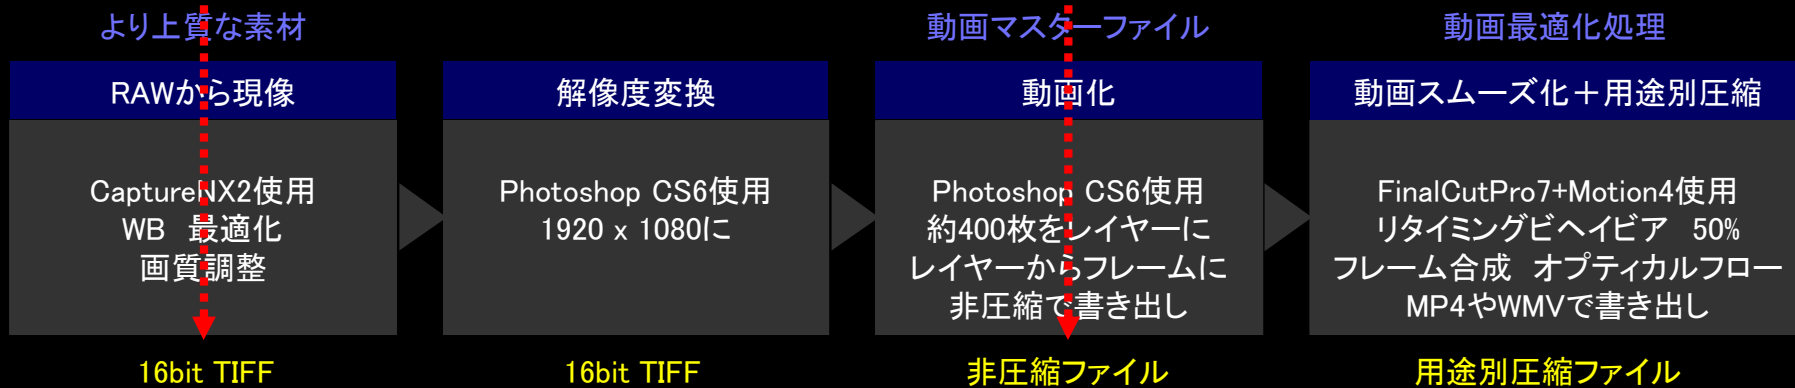 より上質な素材
動画マスターファイル
動画最適化処理
RAWから現像
解像度変換
動画化
動画スムーズ化＋用途別圧縮
CaptureNX2使用
WB　最適化
画質調整
Photoshop CS6使用
1920 x 1080に
Photoshop CS6使用
約400枚をレイヤーに
レイヤーからフレームに
非圧縮で書き出し
FinalCutPro7+Motion4使用
リタイミングビヘイビア　50%
フレーム合成　オプティカルフロー
MP4やWMVで書き出し
16bit TIFF
16bit TIFF
非圧縮ファイル
用途別圧縮ファイル